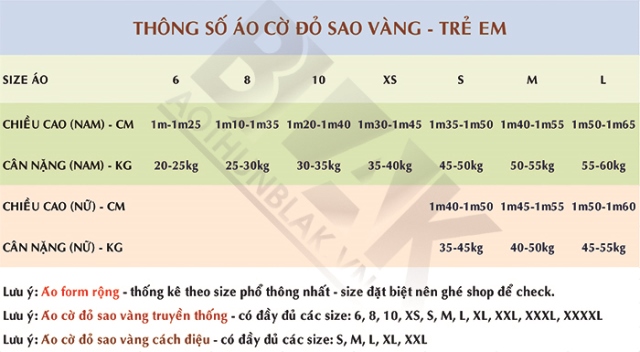 THÔNG SỐ ÁO CỜ ĐỎ SAO VÀNG - TRẺ EM
SIZE ÁO 6 8 10 XS S M L
CHIỀU CAO (NAM) - CM 1m-1m25 1m10-1m35 1m20-1m40 1m30-1m45 1m35-1m50 1m40-1m55 1m50-1m65
CÂN NẶNG (NAM) - KG 20-25kg 25-30kg 30-35kg 35-40kg 45-50kg 50-55kg 55-60kg
CHIỀU CAO (NỮ) - CM 1m40-1m50 1m45-1m55 1m50-1m60
CÂN NẶNG (NỮ) - KG 35-45kg 40-50kg 45-55kg
Lưu ý: Áo form rộng - thống kê theo size phổ thông nhất - size đặt biệt nên ghé shop để check.
Lưu ý: Áo cờ đỏ sao vàng truyền thống - có đầy đủ các size: 6, 8, 10, XS, S, M, L, XL, XXL, XXXL, XXXXL
Lưu ý: Áo cờ đỏ sao vàng cách điệu - có đầy đủ các size: S, M, L, XL, XXL
BLAK
AOTHUNBLAK.VN